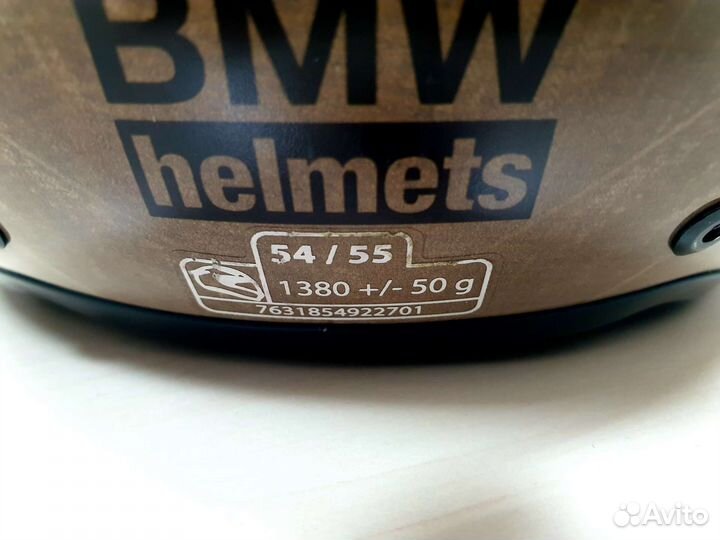 BMW
helmets
54 / 55
1380 +/- 50 g
7631854922701
Avito